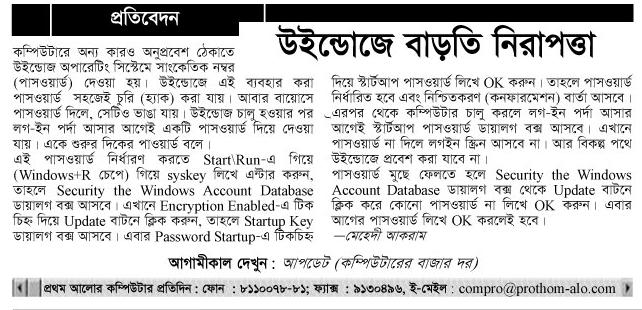 প্রতিবেদন
উইন্ডোজে বাড়তি নিরাপত্তা
কম্পিউটারে অন্য কারও অনুপ্রবেশ ঠেকাতে
উইন্ডোজ অপারেটিং সিস্টেমে সাংকেতিক নম্বর
(পাসওয়ার্ড) দেওয়া হয়। উইন্ডোজে এই ব্যবহার করা
পাসওয়ার্ড সহজেই চুরি (হ্যাক) করা যায়। আবার বায়োসে
পাসওয়ার্ড দিলে, সেটিও ভাঙা যায়। উইন্ডোজ চালু হওয়ার পর
লগ-ইন পর্দা আসার আগেই একটি পাসওয়ার্ড দিয়ে দেওয়া
যায়। একে শুরুর দিকের পাওয়ার্ড বলে।
এই পাসওয়ার্ড নির্ধারণ করতে Start\Run-এ গিয়ে
(Windows+R চেপে) গিয়ে syskey লিখে এন্টার করুন,
তাহলে Security the Windows Account Database
ডায়ালগ বক্স আসবে। এখানে Encryption Enabled-এ টিক
চিহ্ন দিয়ে Update বাটনে ক্লিক করুন, তাহলে Startup Key
ডায়ালগ বক্স আসবে। এবার Password Startup-এ টিকচিহ্ন
দিয়ে স্টার্টআপ পাসওয়ার্ড লিখে OK করুন। তাহলে পাসওয়ার্ড
নির্ধারিত হবে এবং নিশ্চিতকরণ (কনফারমেশন) বার্তা আসবে।
এরপর থেকে কম্পিউটার চালু করলে লগ-ইন পর্দা আসার
আগেই স্টার্টআপ পাসওয়ার্ড ডায়ালগ বক্স আসবে। এখানে
পাসওয়ার্ড না দিলে লগইন স্ক্রিন আসবে না। আর বিকল্প পথে
উইন্ডোজে প্রবেশ করা যাবে না।
পাসওয়ার্ড মুছে ফেলতে হলে Security the Windows
Account Database ডায়ালগ বক্স থেকে Update বাটনে
ক্লিক করে কোনো পাসওয়ার্ড না লিখে OK করুন। এবার
আগের পাসওয়ার্ড লিখে OK করলেই হবে।
—মেহেদী আকরাম
আগামীকাল দেখুন : আপডেট (কম্পিউটারের বাজার দর)
প্রথম আলোর কম্পিউটার প্রতিদিন : ফোন : ৮১১০০৭৮-৮১; ফ্যাক্স : ৯১৩০৪৯৬, ই-মেইল : compro@prothom-alo.com